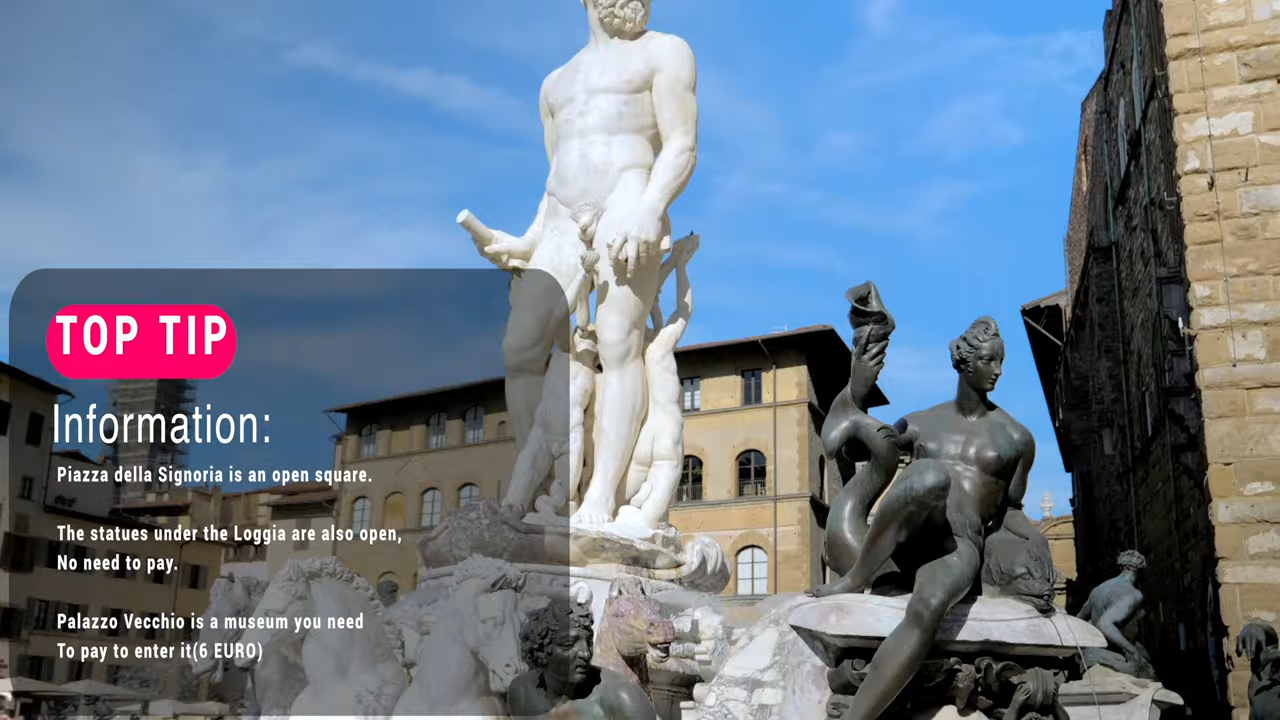 TOP TIP
Information:
Piazza della Signoria is an open square.
The statues under the Loggia are also open,
No need to pay.
Palazzo Vecchio is a museum you need
To pay to enter it(6 EURO)